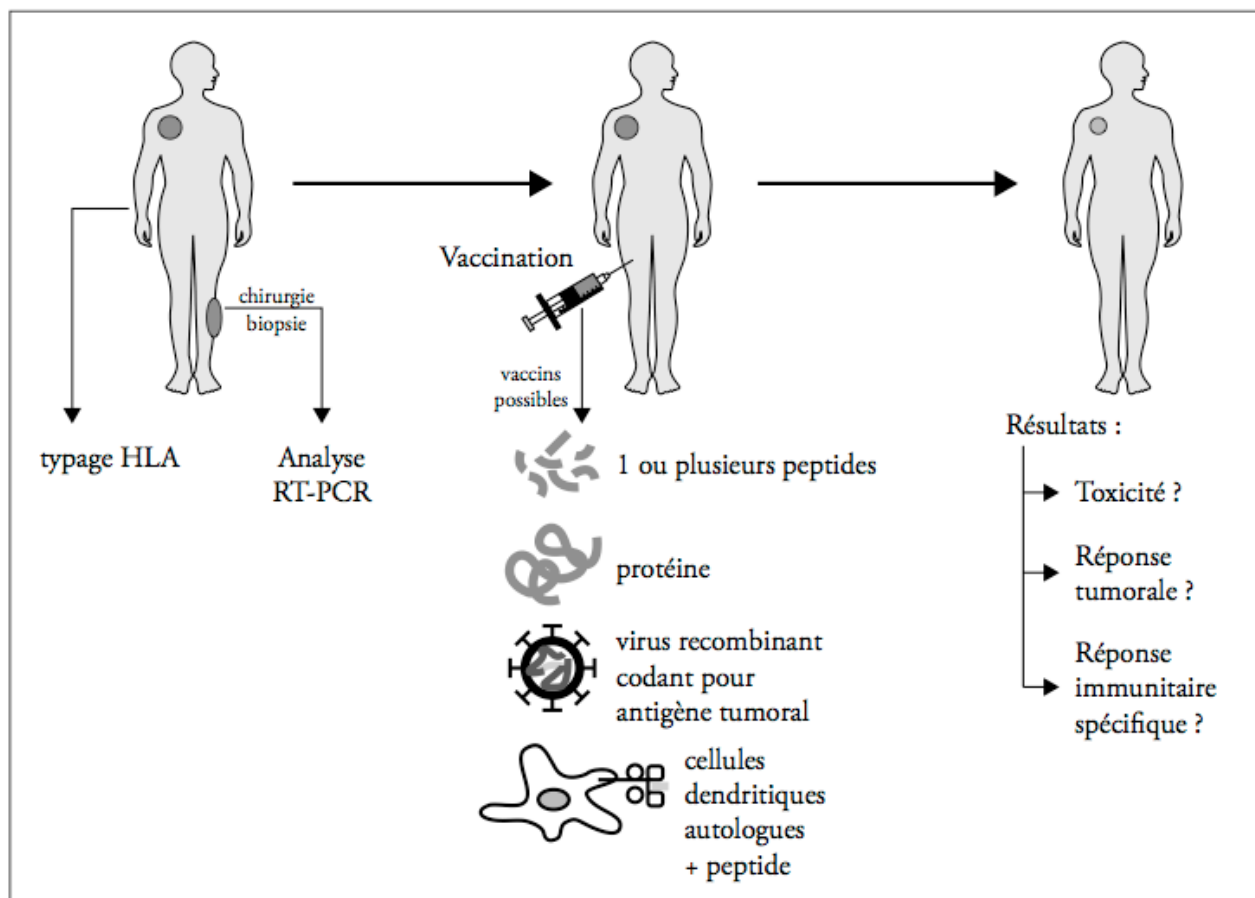 chirurgie
biopsie
typage HLA
Analyse
RT-PCR
Vaccination
vaccins
possibles
1 ou plusieurs peptides
protéine
virus recombinant
codant pour
antigène tumoral
cellules
dendritiques
autologues
+ peptide
Résultats :
Toxicité ?
Réponse
tumorale ?
Réponse
immunitaire
spécifique ?